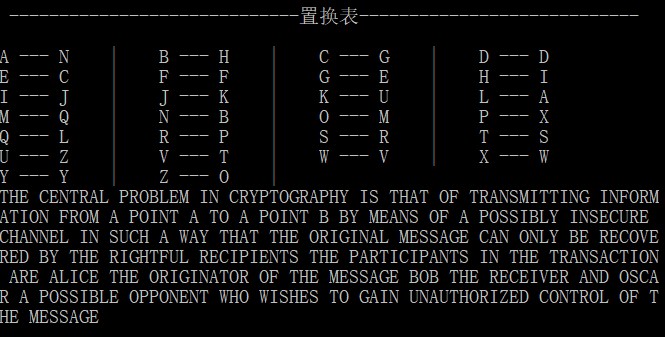 ------------------------------置换表-----------------------------
A --- N | B --- H | C --- G | D --- D
E --- C | F --- F | G --- E | H --- I
I --- J | J --- K | K --- U | L --- A
M --- Q | N --- B | O --- M | P --- X
Q --- L | R --- P | S --- R | T --- S
U --- Z | V --- T | W --- V | X --- W
Y --- Y | Z --- O |
THE CENTRAL PROBLEM IN CRYPTOGRAPHY IS THAT OF TRANSMITTING INFORM
ATION FROM A POINT A TO A POINT B BY MEANS OF A POSSIBLY INSECURE
CHANNEL IN SUCH A WAY THAT THE ORIGINAL MESSAGE CAN ONLY BE RECOVE
RED BY THE RIGHTFUL RECIPIENTS THE PARTICIPANTS IN THE TRANSACTION
ARE ALICE THE ORIGINATOR OF THE MESSAGE BOB THE RECEIVER AND OSCA
R A POSSIBLE OPPONENT WHO WISHES TO GAIN UNAUTHORIZED CONTROL OF T
HE MESSAGE